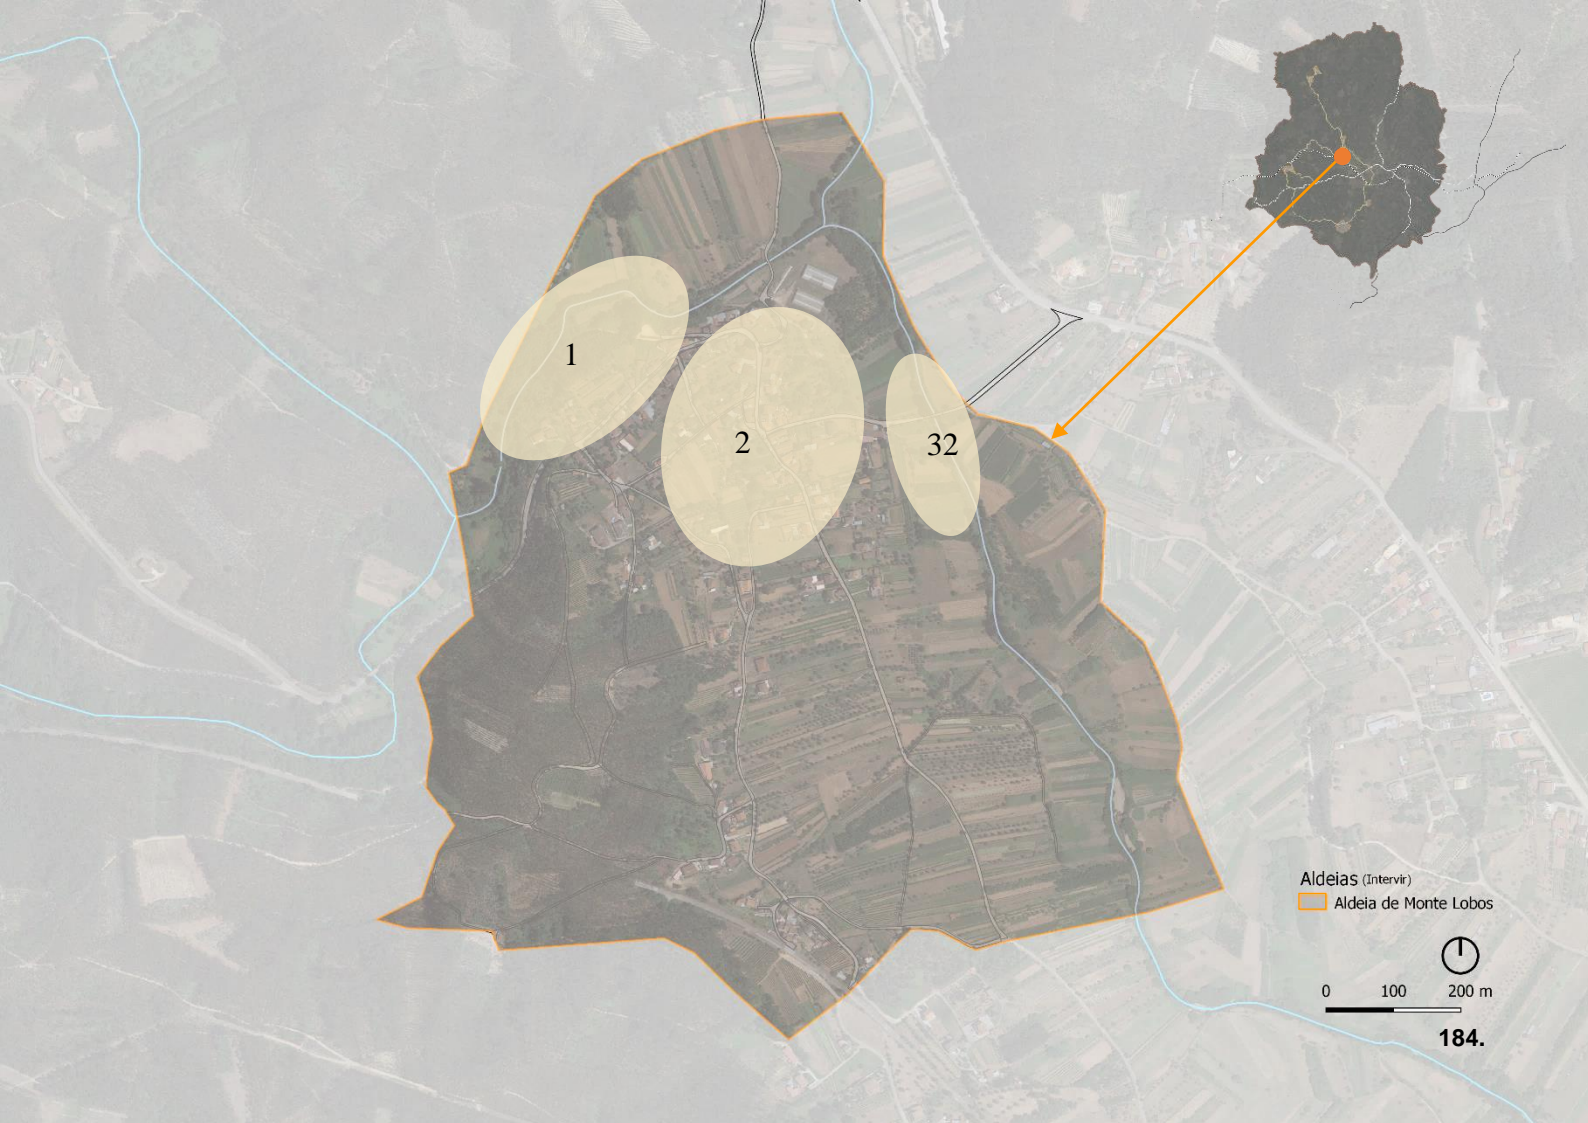 1
2
32
Aldeias (Intervir)
Aldeia de Monte Lobos
0 100 200 m
184.